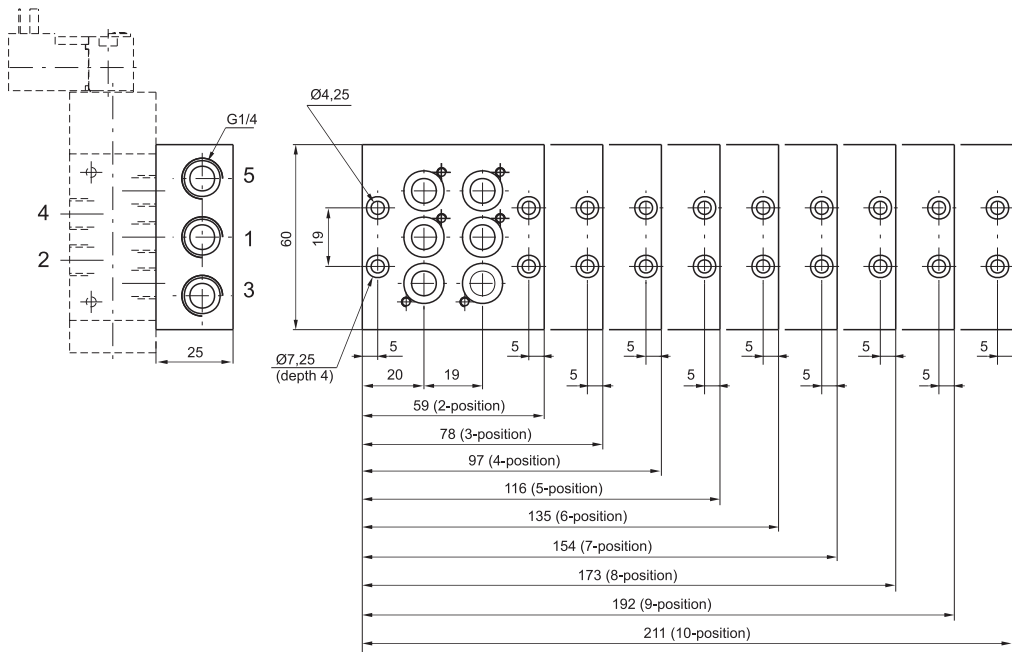 Ø4,25
G1/4
5
4
1
2
3
60
19
25
Ø7,25
(depth 4)
5
5
5
5
5
5
5
5
5
5
20
19
59 (2-position)
78 (3-position)
97 (4-position)
116 (5-position)
135 (6-position)
154 (7-position)
173 (8-position)
192 (9-position)
211 (10-position)